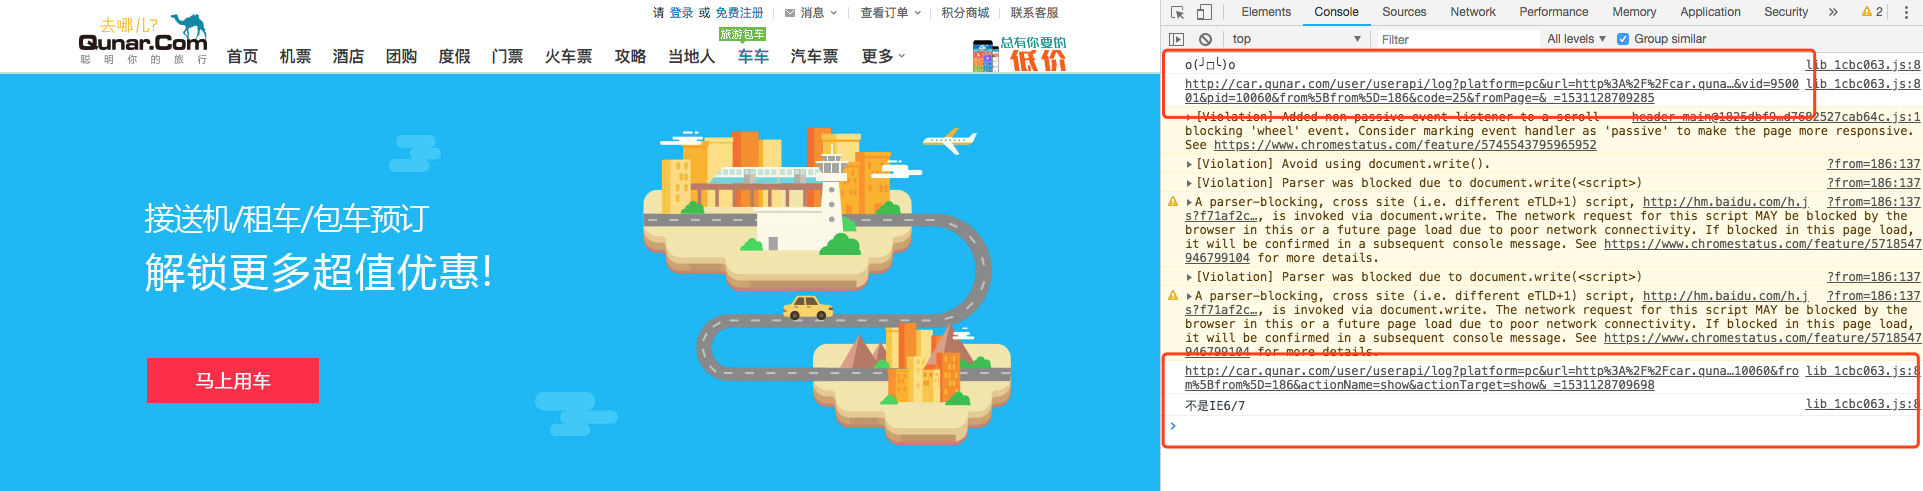 请 登录 或 免费注册 消息 查看订单 积分商城 联系客服
去哪儿?
Qunar.Com
聪明你的旅行
旅游包车
首页 机票 酒店 团购 度假 门票 火车票 攻略 当地人 车车 汽车票 更多
总有你要的
低价
接送机/租车/包车预订
解锁更多超值优惠!
马上用车
Elements Console Sources Network Performance Memory Application Security » 2
top Filter All levels Group similar
o(╯□╰)o lib_1cbc063.js:8
http://car.qunar.com/user/userapi/log?platform=pc&url=http%3A%2F%2Fcar.quna…&vid=9500 lib_1cbc063.js:8
01&pid=10060&from%5Bfrom%5D=186&code=25&fromPage=&_=1531128709285
[Violation] Added non-passive event listener to a scroll- header_main@1825dbf9…d7682527cab64c.js:1
blocking 'wheel' event. Consider marking event handler as 'passive' to make the page more responsive.
See https://www.chromestatus.com/feature/5745543795965952
[Violation] Avoid using document.write(). ?from=186:137
[Violation] Parser was blocked due to document.write(<script>) ?from=186:137
A parser-blocking, cross site (i.e. different eTLD+1) script, http://hm.baidu.com/h.j ?from=186:137
s?f71af2c…, is invoked via document.write. The network request for this script MAY be blocked by the
browser in this or a future page load due to poor network connectivity. If blocked in this page load,
it will be confirmed in a subsequent console message. See https://www.chromestatus.com/feature/5718547
946799104 for more details.
[Violation] Parser was blocked due to document.write(<script>) ?from=186:137
A parser-blocking, cross site (i.e. different eTLD+1) script, http://hm.baidu.com/h.j ?from=186:137
s?f71af2c…, is invoked via document.write. The network request for this script MAY be blocked by the
browser in this or a future page load due to poor network connectivity. If blocked in this page load,
it will be confirmed in a subsequent console message. See https://www.chromestatus.com/feature/5718547
946799104 for more details.
http://car.qunar.com/user/userapi/log?platform=pc&url=http%3A%2F%2Fcar.quna…10060&fro lib_1cbc063.js:8
m%5Bfrom%5D=186&actionName=show&actionTarget=show&_=1531128709698
不是IE6/7 lib_1cbc063.js:8